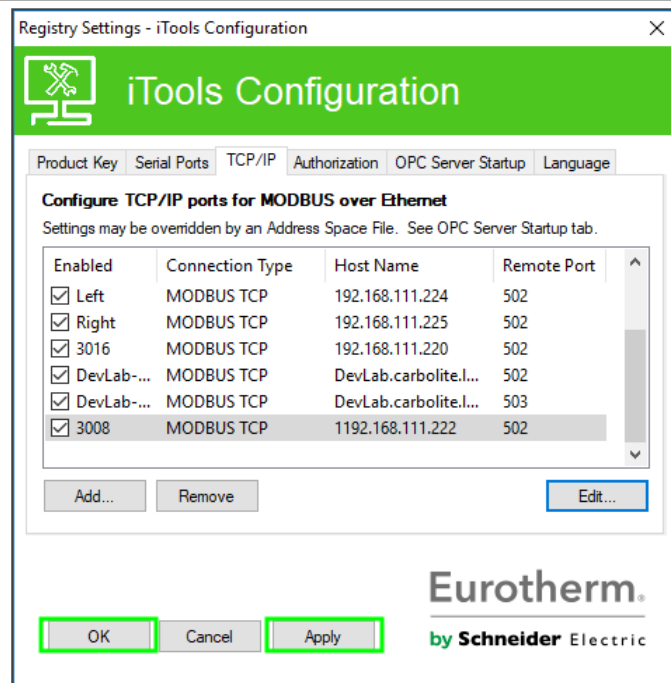 Registry Settings - iTools Configuration
iTools Configuration
Product Key Serial Ports TCP/IP Authorization OPC Server Startup Language
Configure TCP/IP ports for MODBUS over Ethernet
Settings may be overridden by an Address Space File. See OPC Server Startup tab.
Enabled Connection Type Host Name Remote Port
Left MODBUS TCP 192.168.111.224 502
Right MODBUS TCP 192.168.111.225 502
3016 MODBUS TCP 192.168.111.220 502
DevLab-... MODBUS TCP DevLab.carbolite.l... 502
DevLab-... MODBUS TCP DevLab.carbolite.l... 503
3008 MODBUS TCP 1192.168.111.222 502
Add... Remove Edit...
Eurotherm®
OK Cancel Apply by Schneider Electric